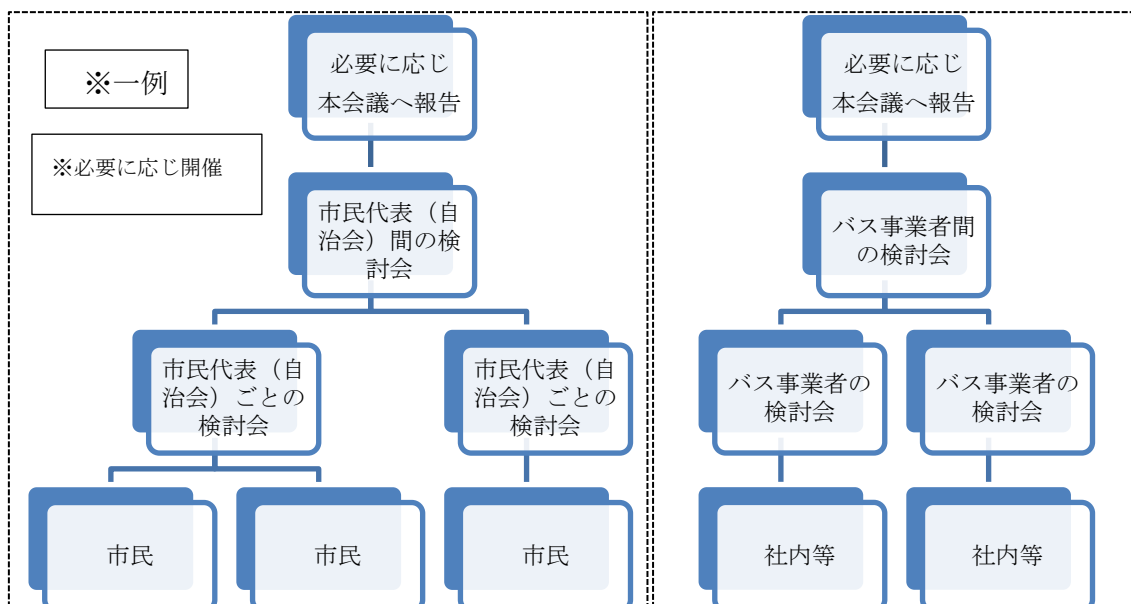 ※一例
※必要に応じ開催
必要に応じ
本会議へ報告
市民代表（自
治会）間の検
討会
市民代表（自
治会）ごとの
検討会
市民代表（自
治会）ごとの
検討会
市民
市民
市民
必要に応じ
本会議へ報告
バス事業者間
の検討会
バス事業者の
検討会
バス事業者の
検討会
社内等
社内等